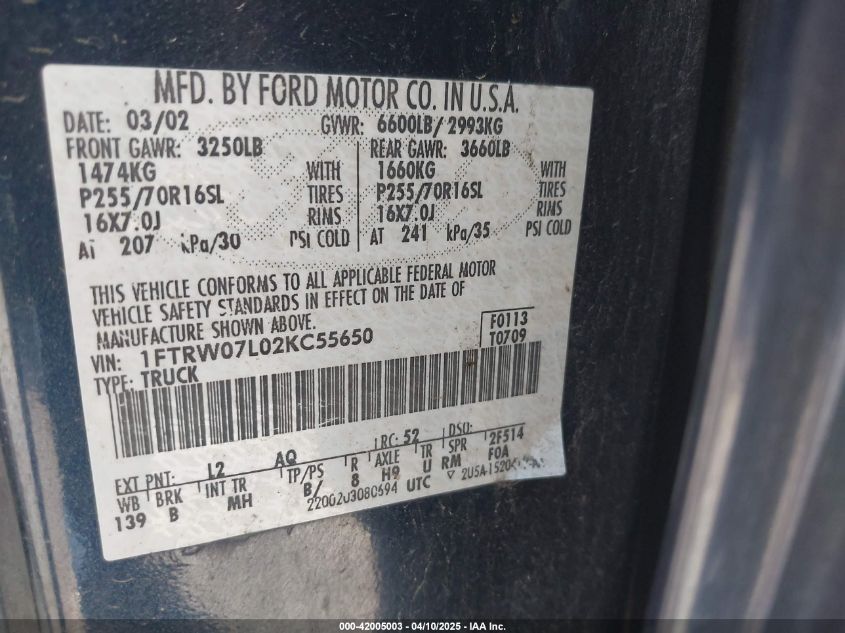 MFD. BY FORD MOTOR CO. IN U.S.A.
DATE: 03/02 GVWR: 6600LB/ 2993KG
FRONT GAWR: 3250LB REAR GAWR: 3660LB
1474KG WITH 1660KG WITH
P255/70R16SL TIRES P255/70R16SL TIRES
16X7.0J RIMS 16X7.0J RIMS
AT 207 kPa/30 PSI COLD AT 241 kPa/35 PSI COLD
THIS VEHICLE CONFORMS TO ALL APPLICABLE FEDERAL MOTOR
VEHICLE SAFETY STANDARDS IN EFFECT ON THE DATE OF
MANUFACTURE SHOWN ABOVE. F0113
VIN: 1FTRW07L02KC55650 T0709
TYPE: TRUCK
EXT PNT: L2 AQ RC: 52 DSO: 2F514
WB BRK INT TR TP/PS R AXLE TR SPR F0A
139 B MH B/ 8 H9 U RM
2200203080694 UTC
000-42005003 - 04/10/2025 - IAA Inc.